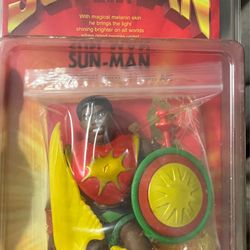 SUN-MAN
With magical melanin skin
he brings the light
shining brighter on all worlds
SUN-MAN